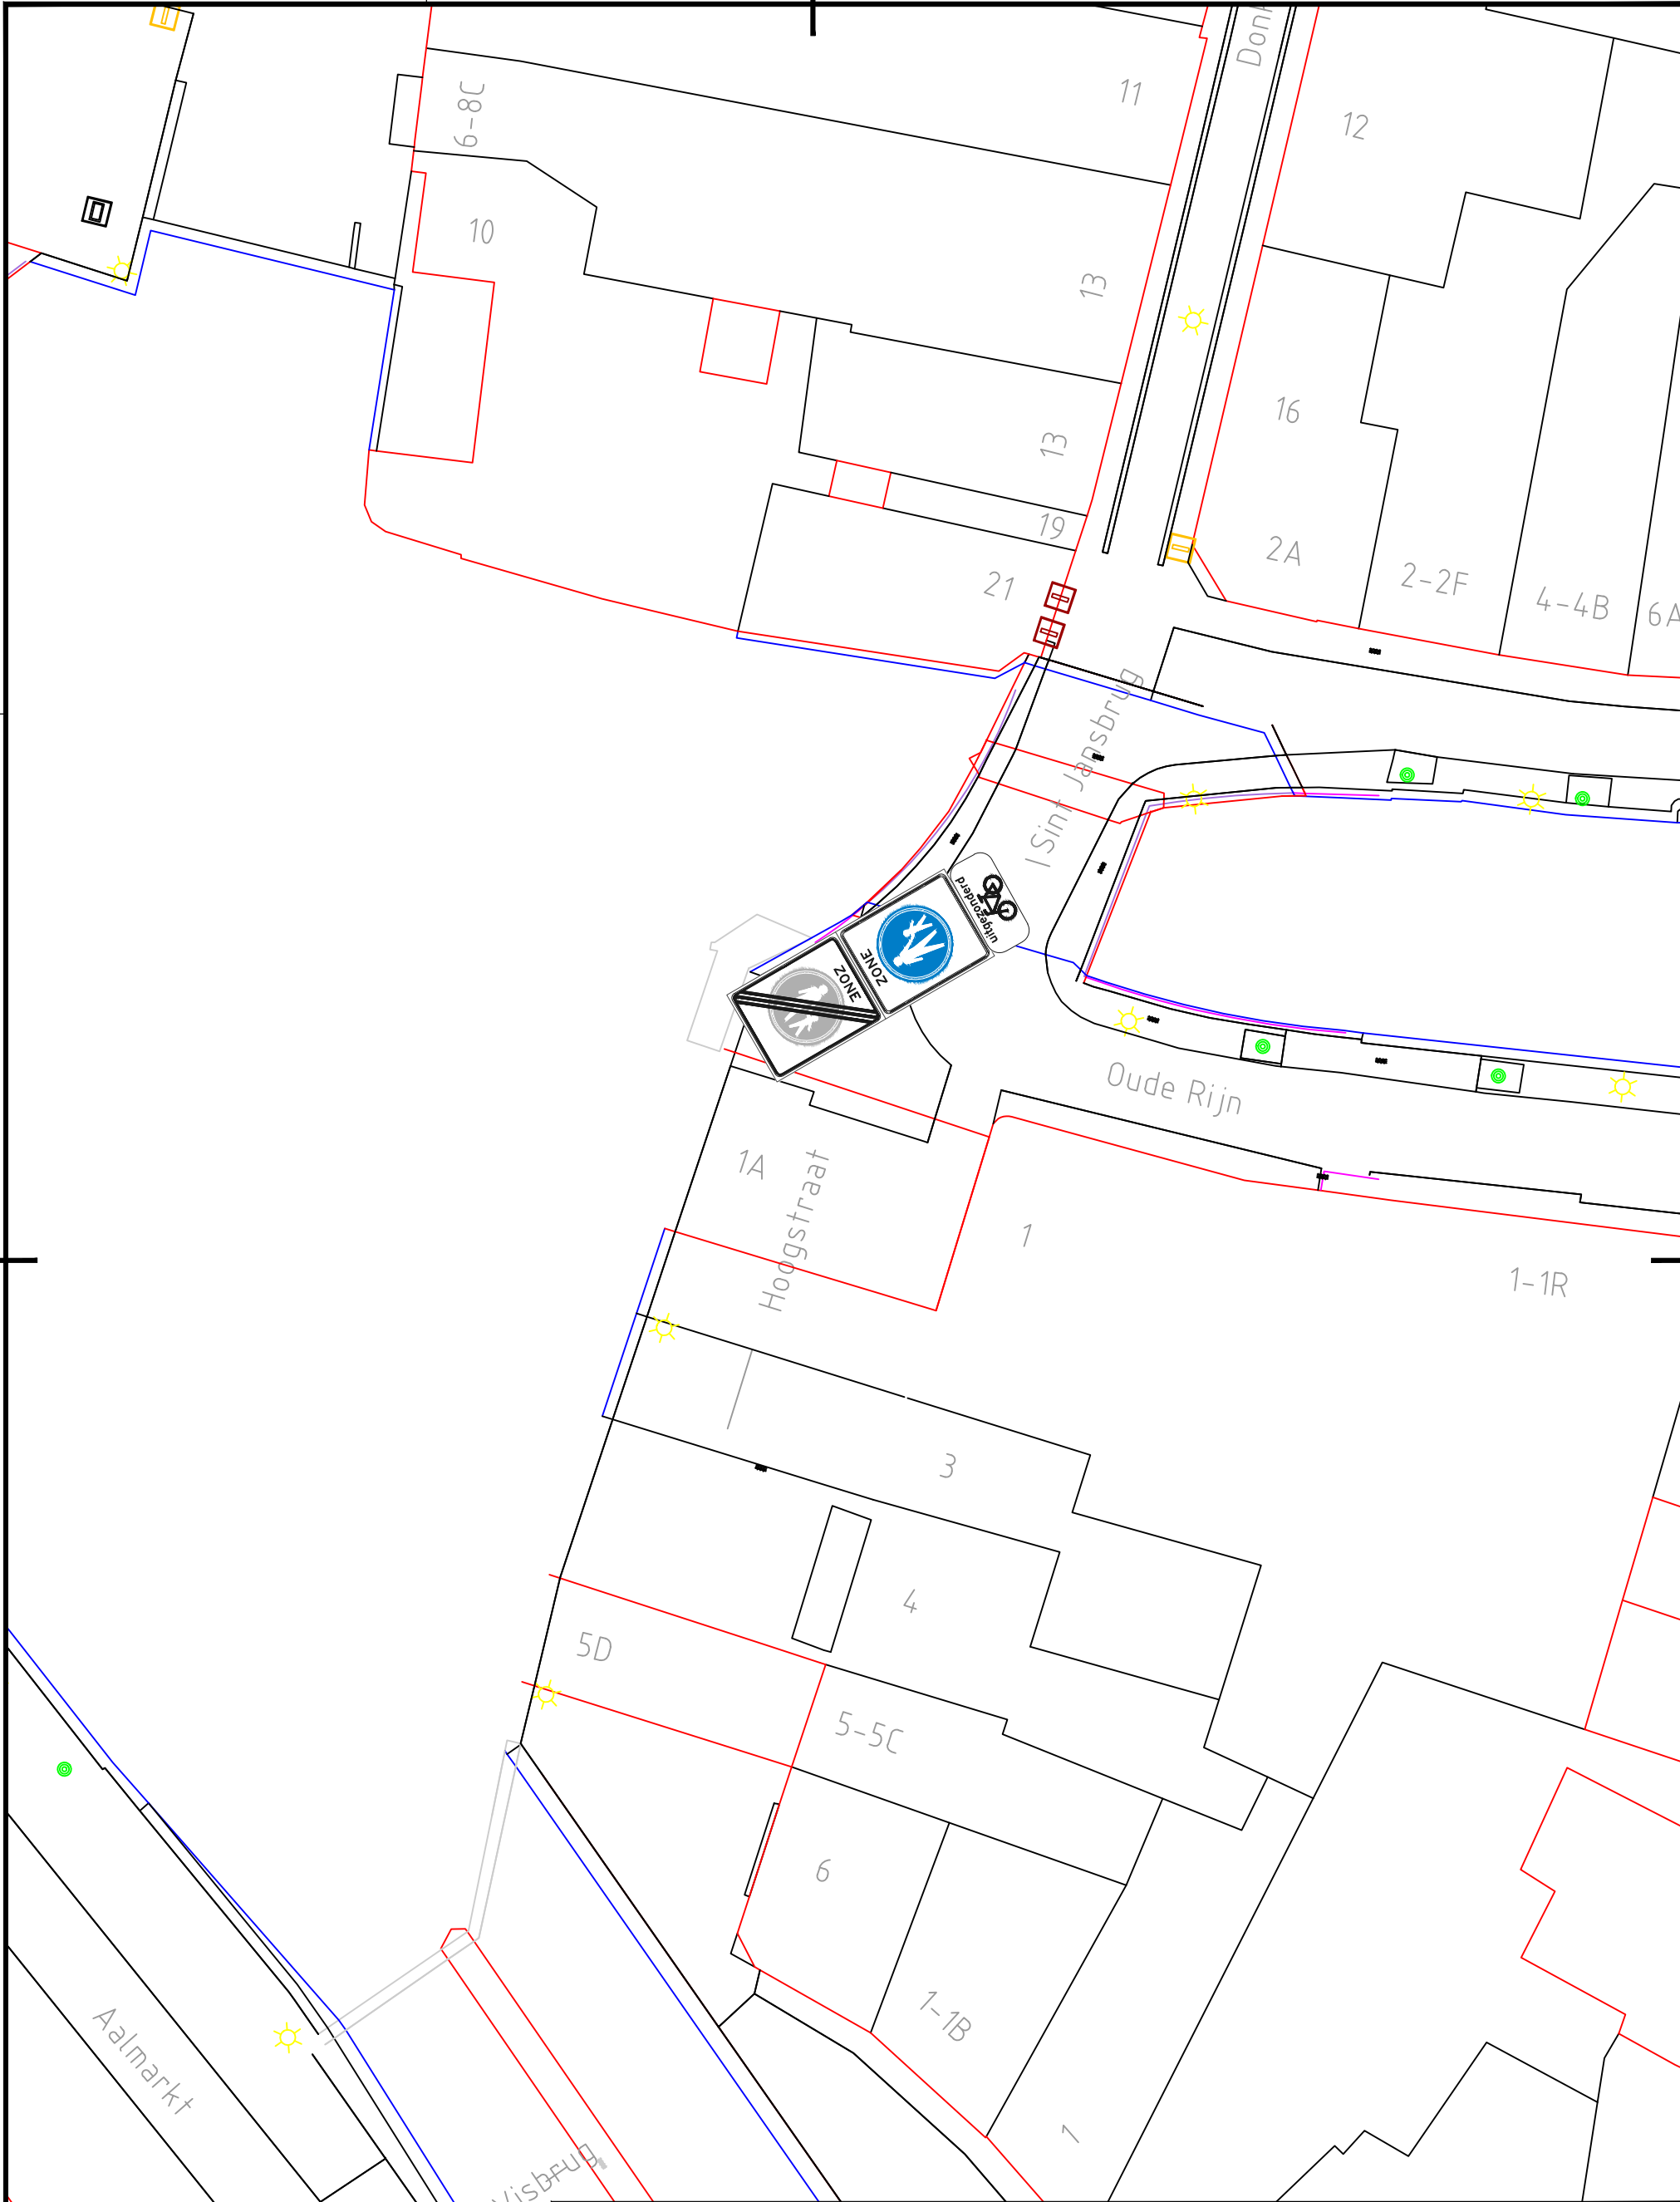 Donk
11
6-8C
12
10
13
16
13
19
2A
21
2-2F
4-4B
6A
Sint Jansbrug
uitgezonderd
ZONE
ZONE
Oude Rijn
1A
Hoogstraat
1
1-1R
3
4
5D
5-5C
6
1-1B
Aalmarkt
1
Visbrug